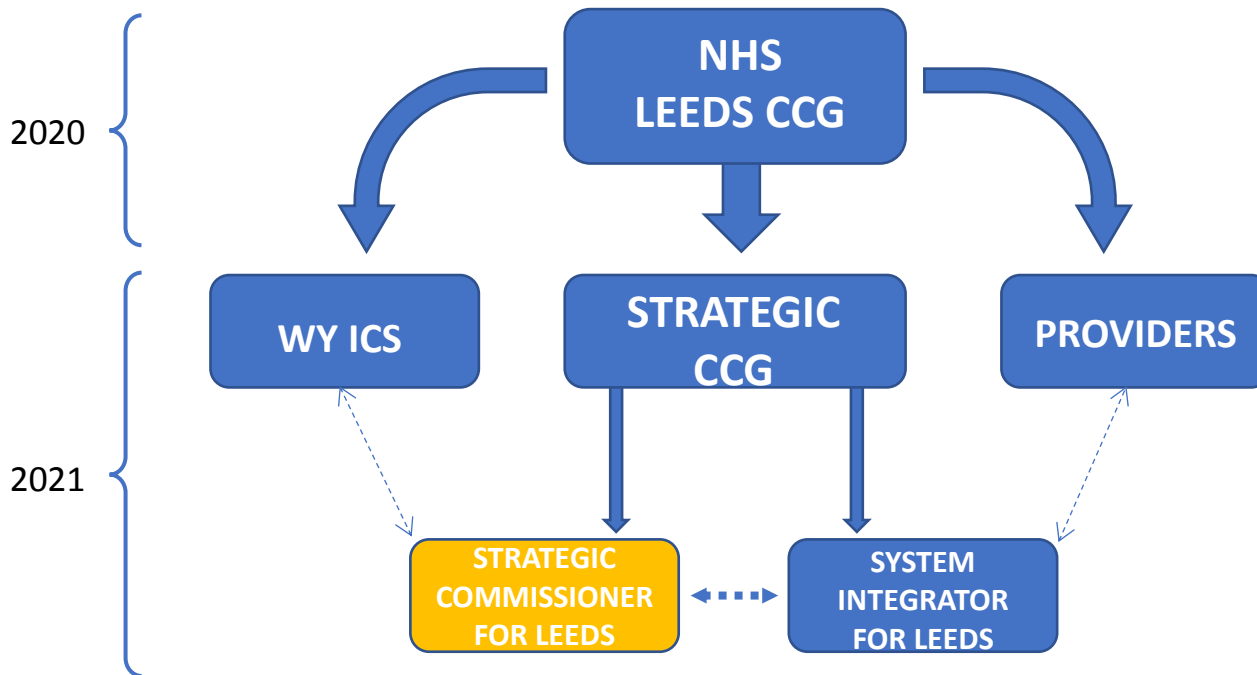 2020
NHS
LEEDS CCG
2021
WY ICS
STRATEGIC
CCG
PROVIDERS
STRATEGIC
COMMISSIONER
FOR LEEDS
SYSTEM
INTEGRATOR
FOR LEEDS